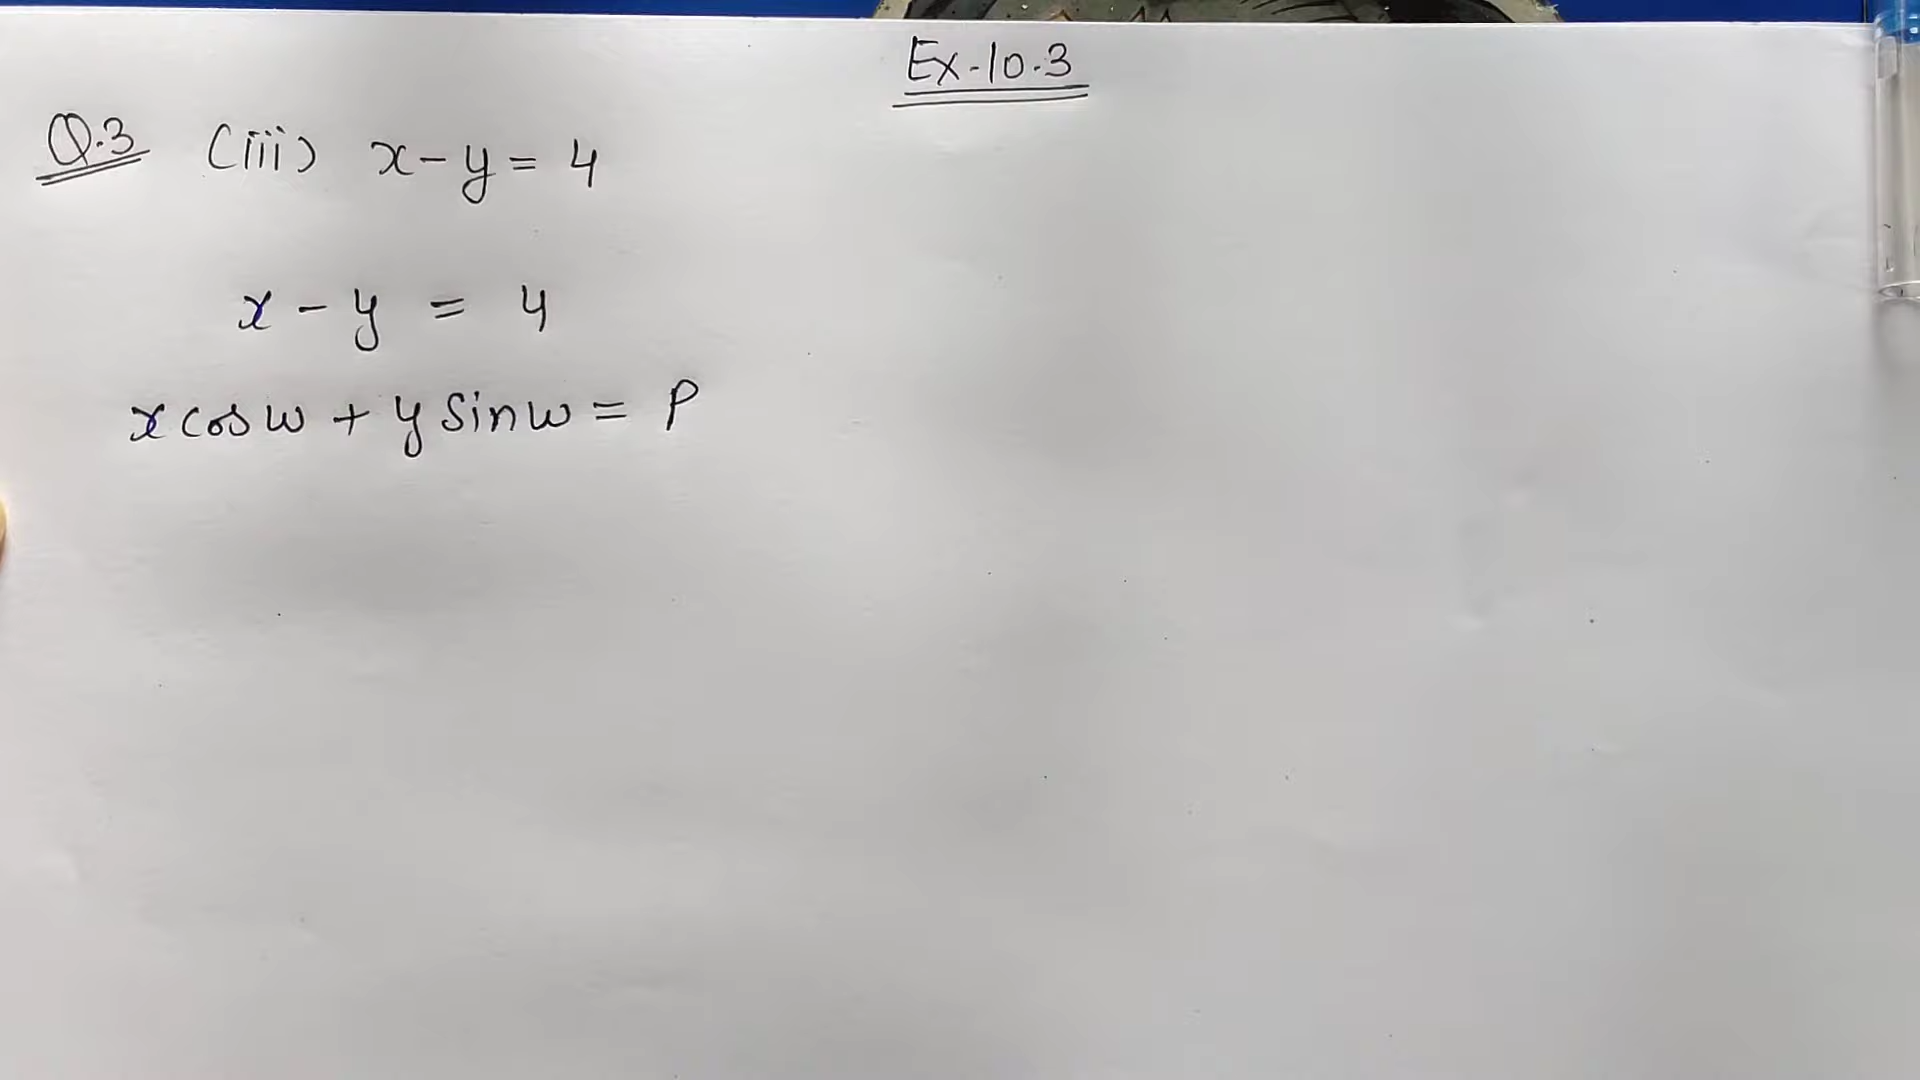 Ex-10.3
Q.3 (iii) x-y = 4
x - y = 4
x cos w + y sin w = P